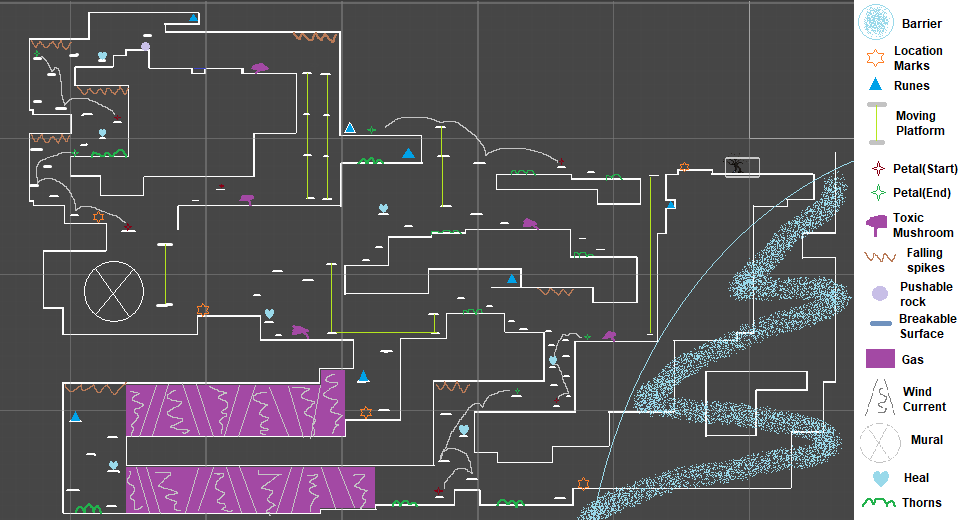 Barrier
Location
Marks
Runes
Moving
Platform
Petal(Start)
Petal(End)
Toxic
Mushroom
Falling
spikes
Pushable
rock
Breakable
Surface
Gas
Wind
Current
Mural
Heal
Thorns